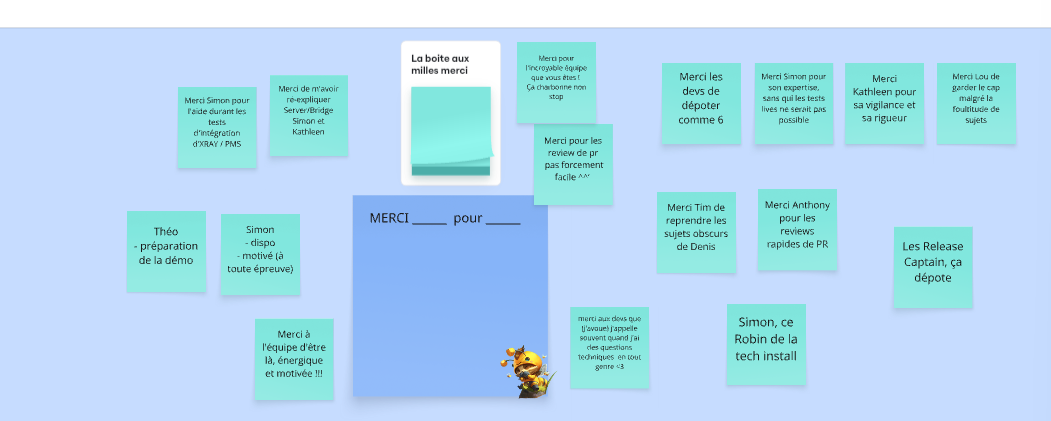 La boite aux
milles merci
Merci pour
l'incroyable équipe
que vous êtes !
Ça charbonne non
stop
Merci les
devs de
dépoter
comme 6
Merci Simon pour
son expertise,
sans qui les tests
lives ne serait pas
possible
Merci
Kathleen pour
sa vigilance et
sa rigueur
Merci Lou de
garder le cap
malgré la
foultitude de
sujets
Merci Simon pour
l'aide durant les
tests
d'intégration
d'XRAY / PMS
Merci de m'avoir
re-expliquer
Server/Bridge
Simon et
Kathleen
Merci pour les
review de pr
pas forcement
facile ^^'
MERCI _____ pour _____
Merci Tim de
reprendre les
sujets obscurs
de Denis
Merci Anthony
pour les
reviews
rapides de PR
Théo
- préparation
de la démo
Simon
- dispo
- motivé (à
toute épreuve)
Les Release
Captain, ça
dépote
Merci à
l'équipe d'être
là, énergique
et motivée !!!
merci aux devs que
(j'avoue) j'appelle
souvent quand j'ai
des questions
techniques en tout
genre <3
Simon, ce
Robin de la
tech install